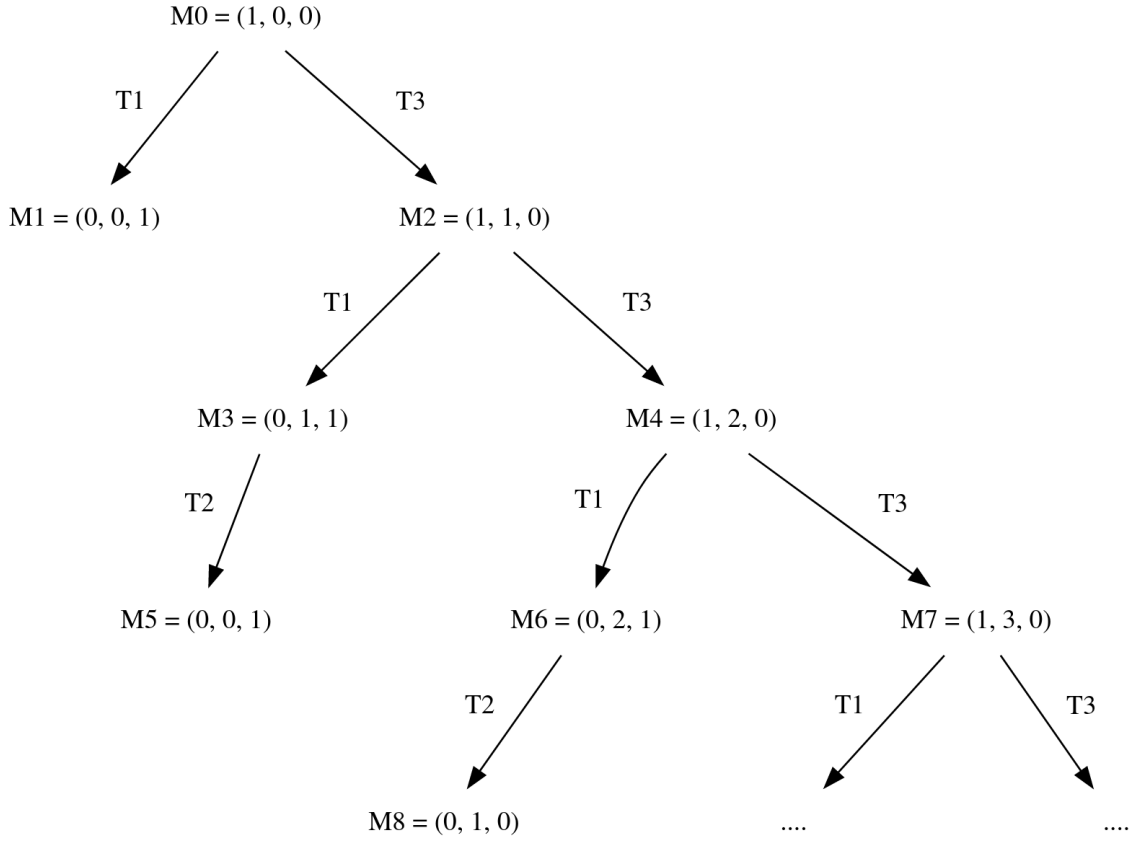 M0 = (1, 0, 0)
T1
T3
M1 = (0, 0, 1)
M2 = (1, 1, 0)
T1
T3
M3 = (0, 1, 1)
M4 = (1, 2, 0)
T2
T1
T3
M5 = (0, 0, 1)
M6 = (0, 2, 1)
M7 = (1, 3, 0)
T2
T1
T3
M8 = (0, 1, 0)
....
....